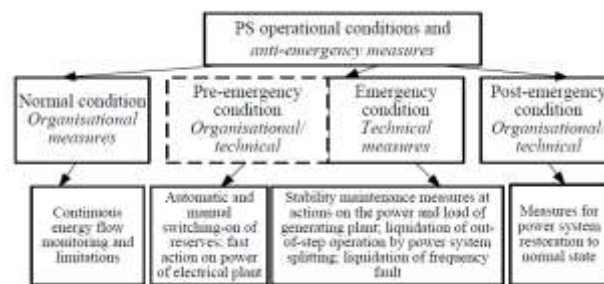 PS operational conditions and
anti-emergency measures
Normal condition
Organisational
measures
Pre-emergency
condition
Organisational/
technical
Emergency
condition
Technical
measures
Post-emergency
condition
Organisational/
technical
Continuous
energy flow
monitoring and
limitations
Automatic and
manual
switching-on of
reserves; fast
action on power
of electrical plant
Stability maintenance measures at
actions on the power and load of
generating plant; liquidation of out-
of-step operation by power system
splitting; liquidation of frequency
fault
Measures for
power system
restoration to
normal state